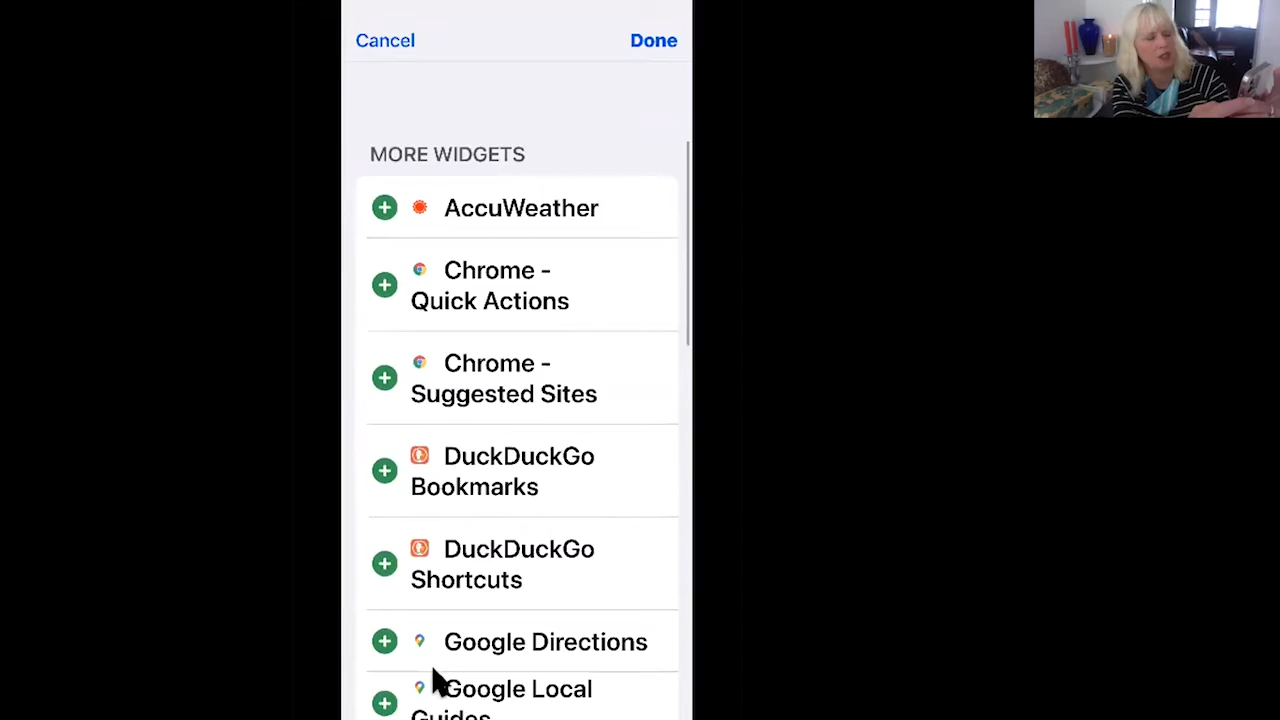 Cancel
Done
MORE WIDGETS
AccuWeather
Chrome -
Quick Actions
Chrome -
Suggested Sites
DuckDuckGo
Bookmarks
DuckDuckGo
Shortcuts
Google Directions
Google Local
Guides